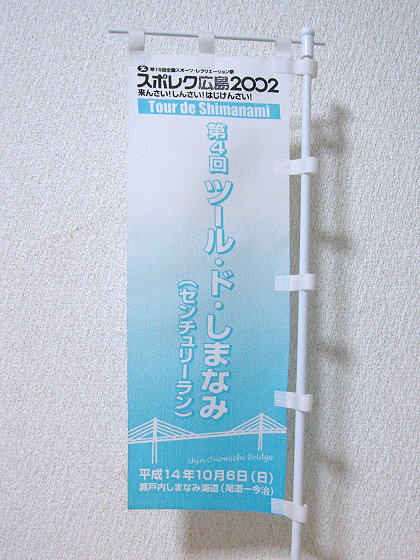 第15回全国スポーツ・レクリエーション祭
スポレク広島2002
来んさい!しんさい!はじけんさい!
Tour de Shimanami
第4回 ツール・ド・しまなみ
(センチュリーラン)
Shin Onomichi Bridge
平成14年10月6日(日)
瀬戸内しまなみ海道(尾道ー今治)